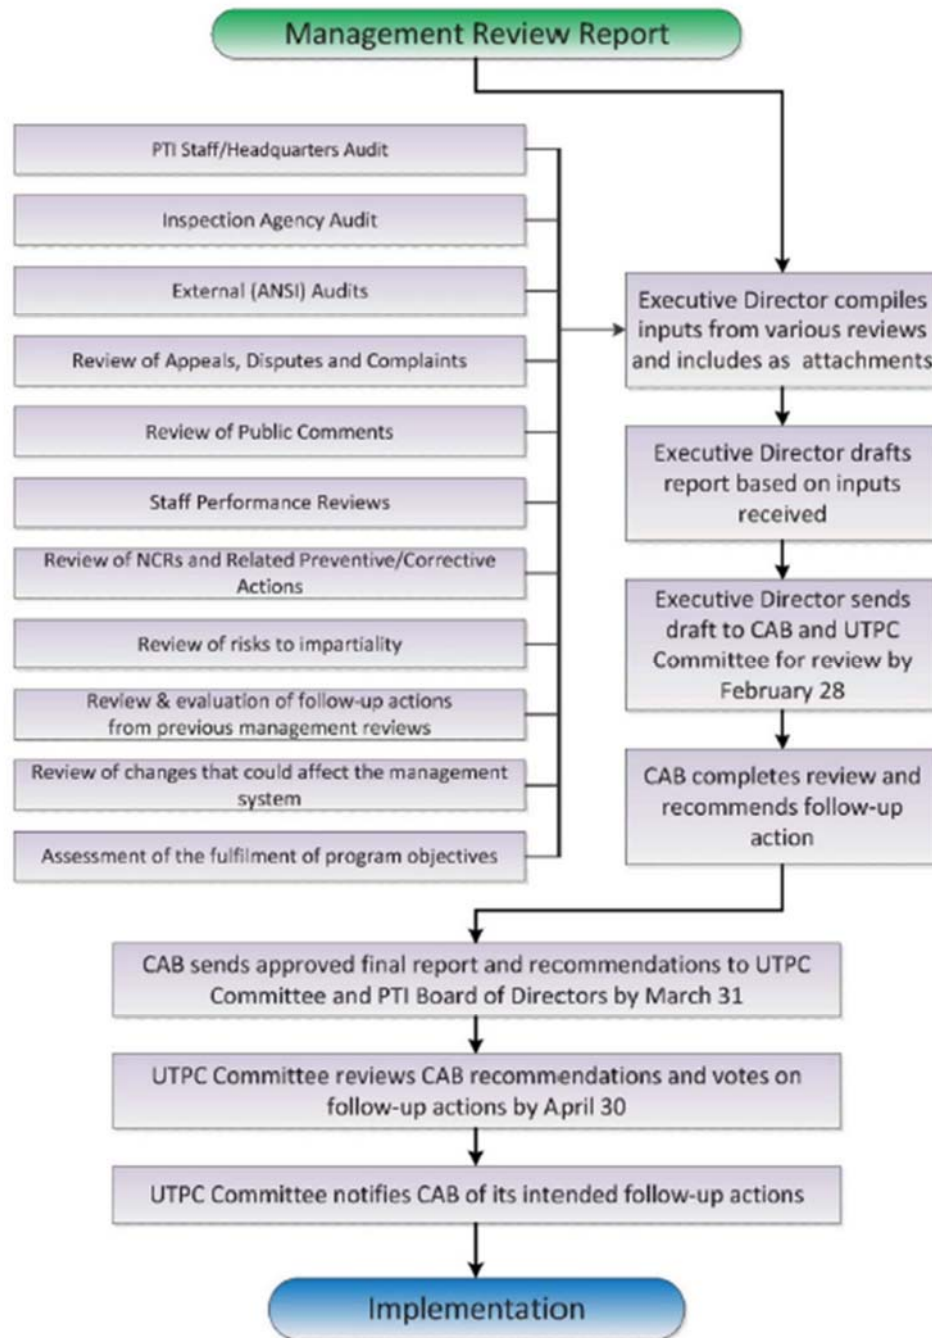 Management Review Report
PTI Staff/Headquarters Audit
Inspection Agency Audit
External (ANSI) Audits
Review of Appeals, Disputes and Complaints
Review of Public Comments
Staff Performance Reviews
Review of NCRs and Related Preventive/Corrective
Actions
Review of risks to impartiality
Review & evaluation of follow-up actions
from previous management reviews
Review of changes that could affect the management
system
Assessment of the fulfilment of program objectives
Executive Director compiles
inputs from various reviews
and includes as attachments
Executive Director drafts
report based on inputs
received
Executive Director sends
draft to CAB and UTPC
Committee for review by
February 28
CAB completes review and
recommends follow-up
action
CAB sends approved final report and recommendations to UTPC
Committee and PTI Board of Directors by March 31
UTPC Committee reviews CAB recommendations and votes on
follow-up actions by April 30
UTPC Committee notifies CAB of its intended follow-up actions
Implementation